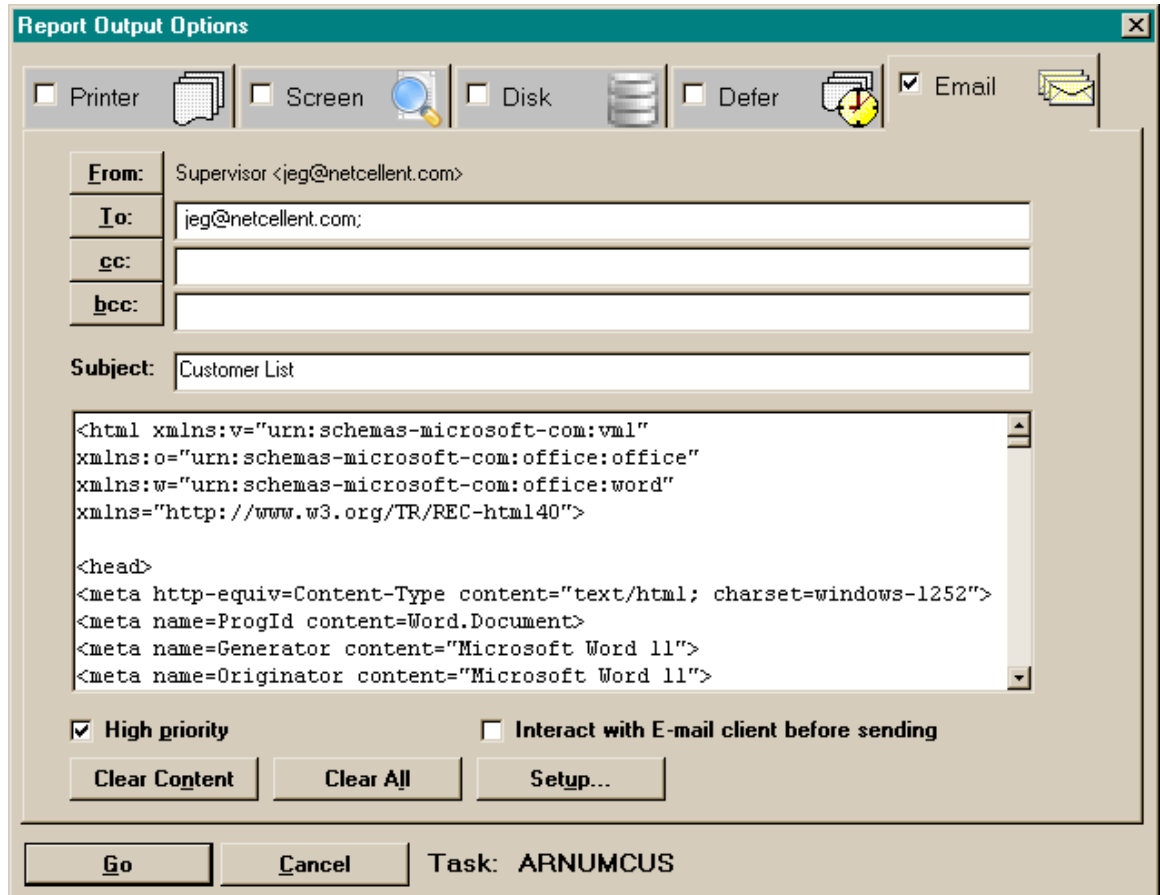 Report Output Options
Printer
Screen
Disk
Defer
Email
From: Supervisor <jeg@netcellent.com>
To: jeg@netcellent.com;
cc:
bcc:
Subject: Customer List
<html xmlns:v="urn:schemas-microsoft-com:vml"
xmlns:o="urn:schemas-microsoft-com:office:office"
xmlns:w="urn:schemas-microsoft-com:office:word"
xmlns="http://www.w3.org/TR/REC-html40">
<head>
<meta http-equiv=Content-Type content="text/html; charset=windows-1252">
<meta name=ProgId content=Word.Document>
<meta name=Generator content="Microsoft Word 11">
<meta name=Originator content="Microsoft Word 11">
High priority
Interact with E-mail client before sending
Clear Content
Clear All
Setup...
Go
Cancel
Task: ARNUMCUS